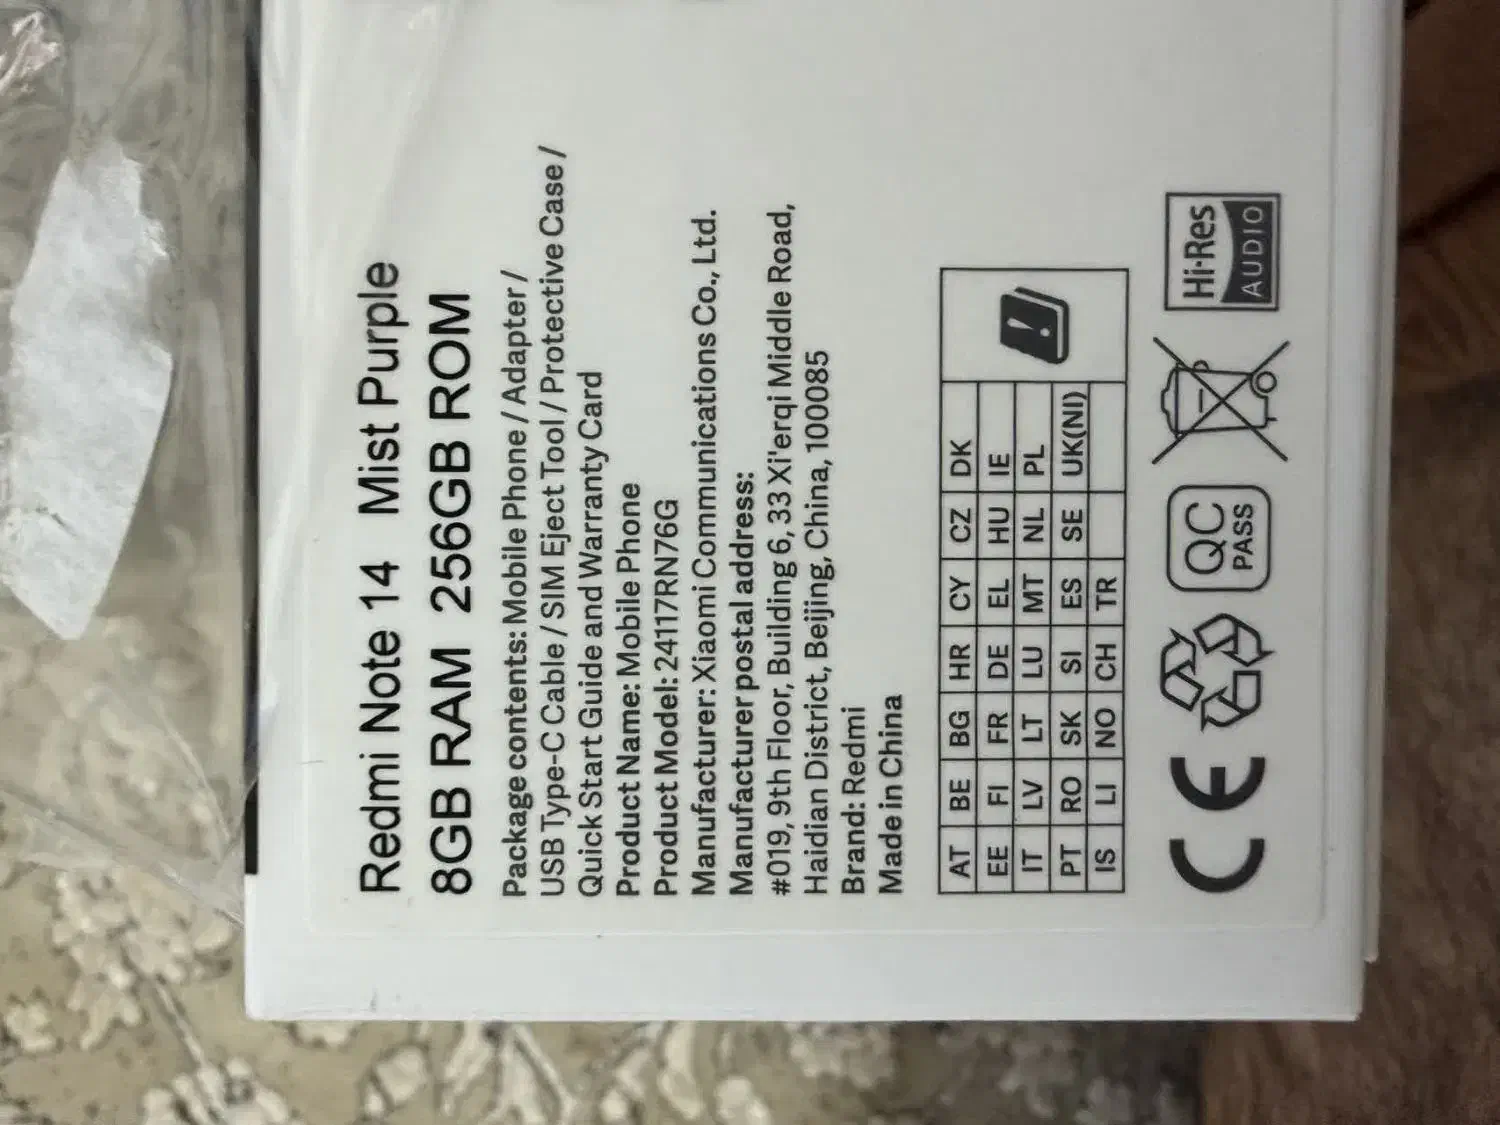 Redmi Note 14 Mist Purple
8GB RAM 256GB ROM
Package contents: Mobile Phone / Adapter /
USB Type-C Cable / SIM Eject Tool / Protective Case /
Quick Start Guide and Warranty Card
Product Name: Mobile Phone
Product Model: 24117RN76G
Manufacturer: Xiaomi Communications Co., Ltd.
Manufacturer postal address:
#019, 9th Floor, Building 6, 33 Xi'erqi Middle Road,
Haidian District, Beijing, China, 100085
Brand: Redmi
Made in China
AT BE BG HR CY CZ DK
EE FI FR DE EL HU IE
IT LV LT LU MT NL PL
PT RO SK SI ES SE UK(NI)
IS LI NO CH TR
CE
QC
PASS
Hi-Res
AUDIO